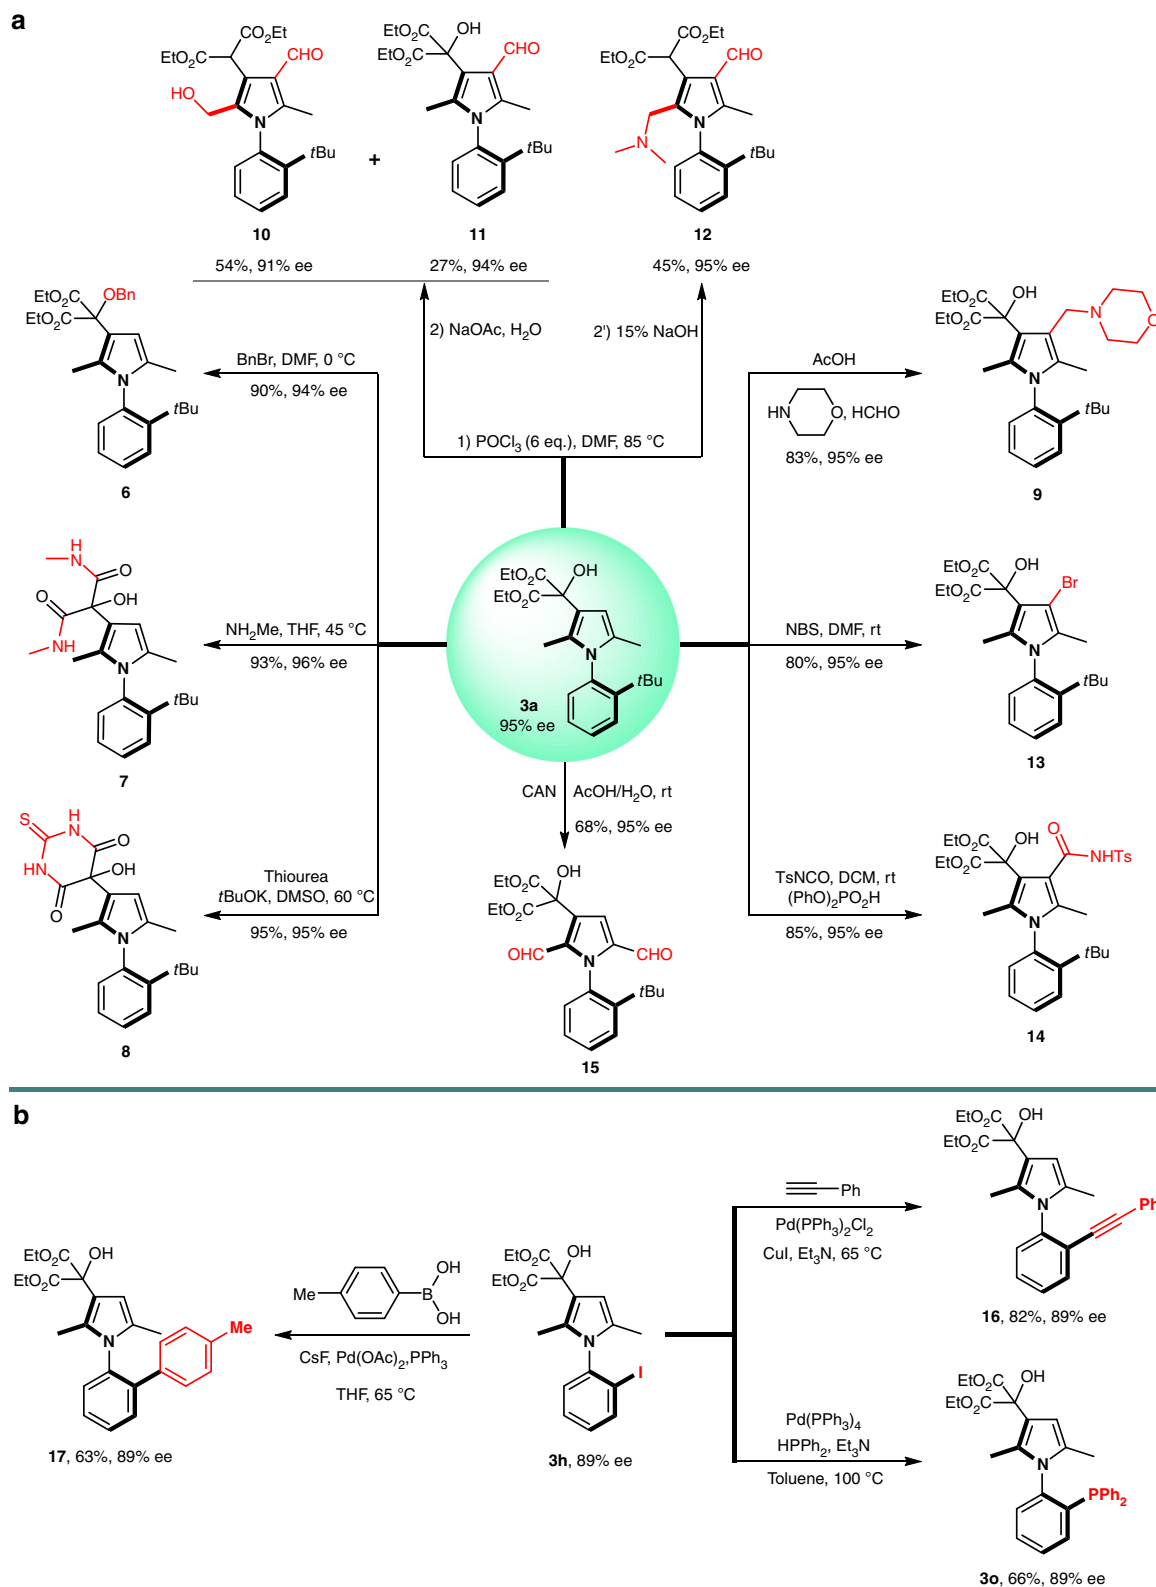 a
CO₂Et
EtO₂C
CHO
HO
N
tBu
10
54%, 91% ee
+
EtO₂C OH
EtO₂C
CHO
N
tBu
11
27%, 94% ee
CO₂Et
EtO₂C
CHO
N
N
tBu
12
45%, 95% ee
2) NaOAc, H₂O
2') 15% NaOH
1) POCl₃ (6 eq.), DMF, 85 °C
EtO₂C OBn
EtO₂C
N
tBu
6
BnBr, DMF, 0 °C
90%, 94% ee
AcOH
HN O, HCHO
83%, 95% ee
EtO₂C OH
EtO₂C
N
O
N
tBu
9
H
N
O
O OH
NH
N
tBu
7
NH₂Me, THF, 45 °C
93%, 96% ee
EtO₂C OH
EtO₂C
N
tBu
3a
95% ee
NBS, DMF, rt
80%, 95% ee
EtO₂C OH
EtO₂C
Br
N
tBu
13
S
H
N
O
HN
OH
O
N
tBu
8
Thiourea
tBuOK, DMSO, 60 °C
95%, 95% ee
CAN AcOH/H₂O, rt
68%, 95% ee
EtO₂C OH
EtO₂C
OHC CHO
N
tBu
15
TsNCO, DCM, rt
(PhO)₂PO₂H
85%, 95% ee
EtO₂C OH
EtO₂C
O
NHTs
N
tBu
14
b
EtO₂C OH
EtO₂C
N
Me
17, 63%, 89% ee
Me
OH
B
OH
CsF, Pd(OAc)₂,PPh₃
THF, 65 °C
EtO₂C OH
EtO₂C
N
I
3h, 89% ee
Ph
Pd(PPh₃)₂Cl₂
CuI, Et₃N, 65 °C
EtO₂C OH
EtO₂C
N
Ph
16, 82%, 89% ee
Pd(PPh₃)₄
HPPh₂, Et₃N
Toluene, 100 °C
EtO₂C OH
EtO₂C
N
PPh₂
3o, 66%, 89% ee